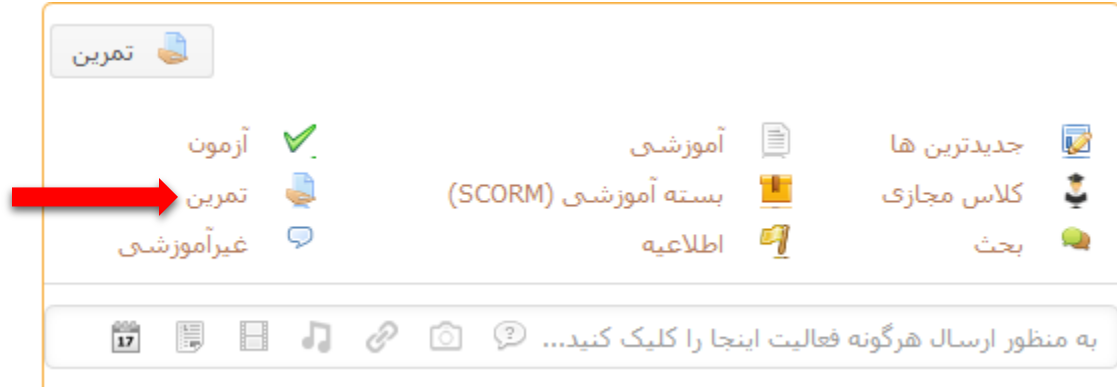 تمرین
جدیدترین ها آموزشی آزمون
کلاس مجازی بسته آموزشی (SCORM) تمرین
بحث اطلاعیه غیرآموزشی
به منظور ارسال هرگونه فعالیت اینجا را کلیک کنید... ? 17